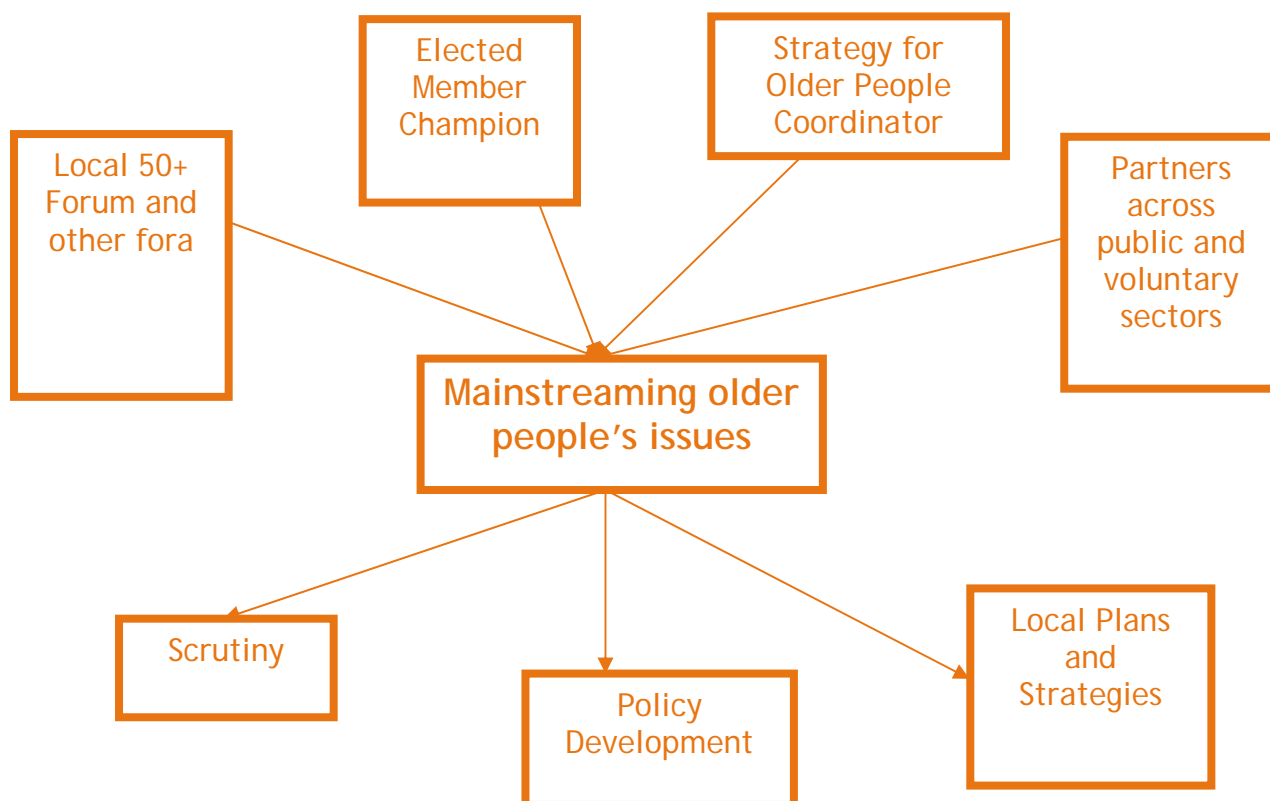 Elected
Member
Champion
Strategy for
Older People
Coordinator
Local 50+
Forum and
other fora
Partners
across
public and
voluntary
sectors
Mainstreaming older
people’s issues
Scrutiny
Policy
Development
Local Plans
and
Strategies